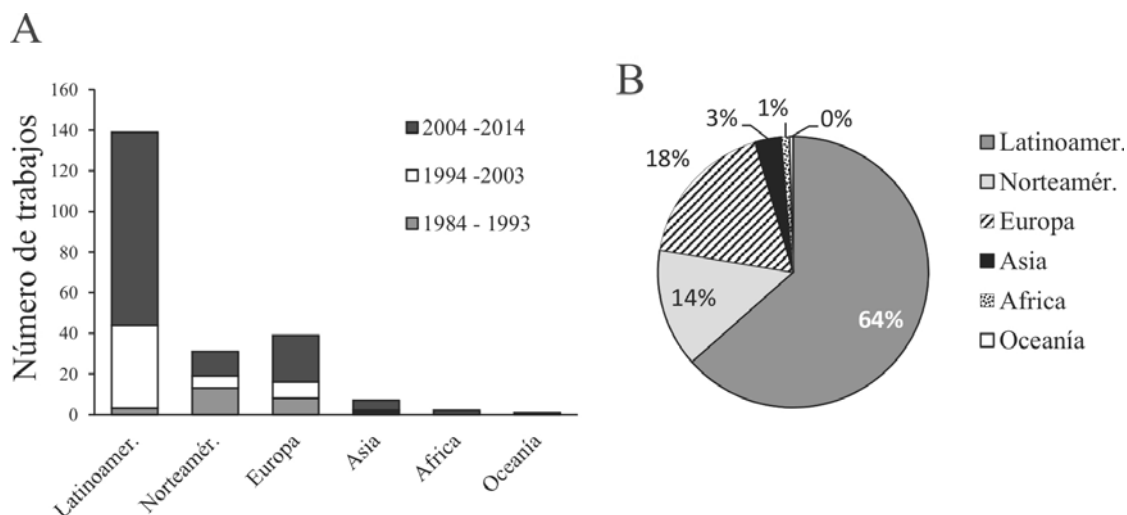 A
Número de trabajos
160
140
120
100
80
60
40
20
0
2004 -2014
1994 -2003
1984 - 1993
Latinoamer.
Norteamér.
Europa
Asia
Africa
Oceanía
B
3%
1%
0%
18%
14%
64%
Latinoamer.
Norteamér.
Europa
Asia
Africa
Oceanía